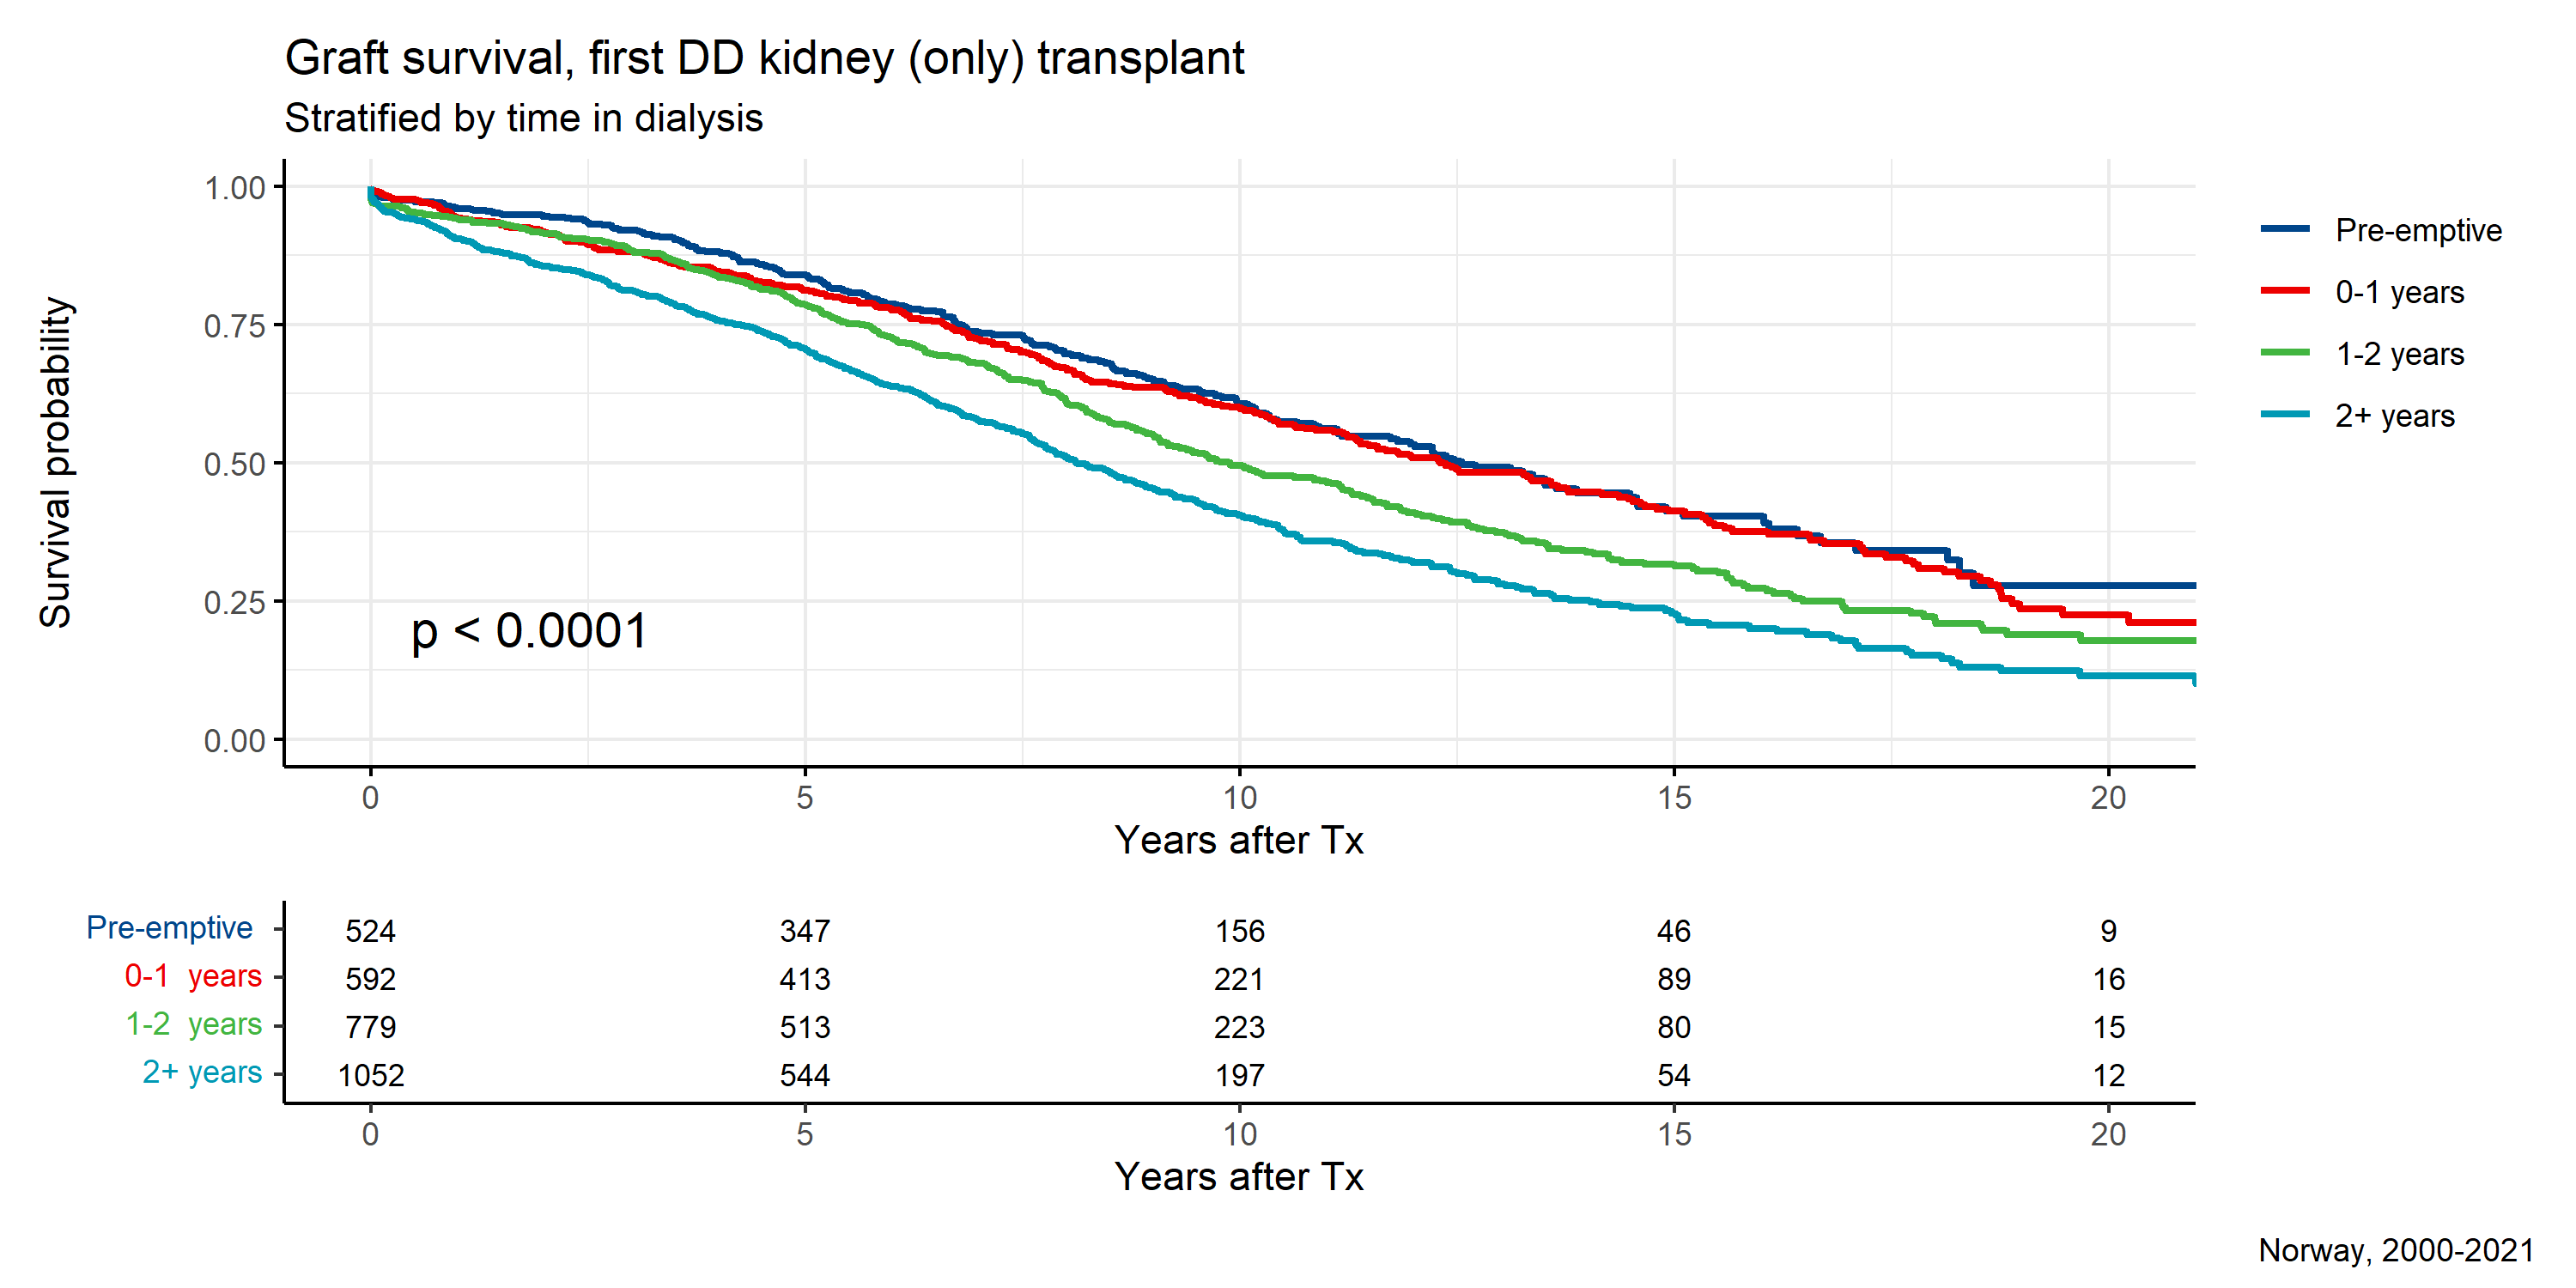 Graft survival, first DD kidney (only) transplant
Stratified by time in dialysis
Survival probability
1.00
0.75
0.50
0.25
0.00
p < 0.0001
0 5 10 15 20
Years after Tx
Pre-emptive
0-1 years
1-2 years
2+ years
Pre-emptive 524 347 156 46 9
0-1 years 592 413 221 89 16
1-2 years 779 513 223 80 15
2+ years 1052 544 197 54 12
0 5 10 15 20
Years after Tx
Norway, 2000-2021